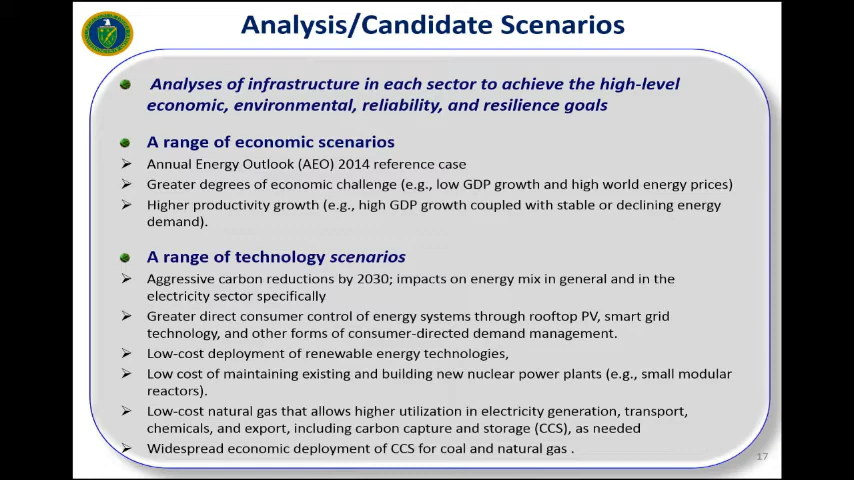 Analysis/Candidate Scenarios
Analyses of infrastructure in each sector to achieve the high-level
economic, environmental, reliability, and resilience goals
A range of economic scenarios
Annual Energy Outlook (AEO) 2014 reference case
Greater degrees of economic challenge (e.g., low GDP growth and high world energy prices)
Higher productivity growth (e.g., high GDP growth coupled with stable or declining energy
demand).
A range of technology scenarios
Aggressive carbon reductions by 2030; impacts on energy mix in general and in the
electricity sector specifically
Greater direct consumer control of energy systems through rooftop PV, smart grid
technology, and other forms of consumer-directed demand management.
Low-cost deployment of renewable energy technologies,
Low cost of maintaining existing and building new nuclear power plants (e.g., small modular
reactors).
Low-cost natural gas that allows higher utilization in electricity generation, transport,
chemicals, and export, including carbon capture and storage (CCS), as needed
Widespread economic deployment of CCS for coal and natural gas .
17